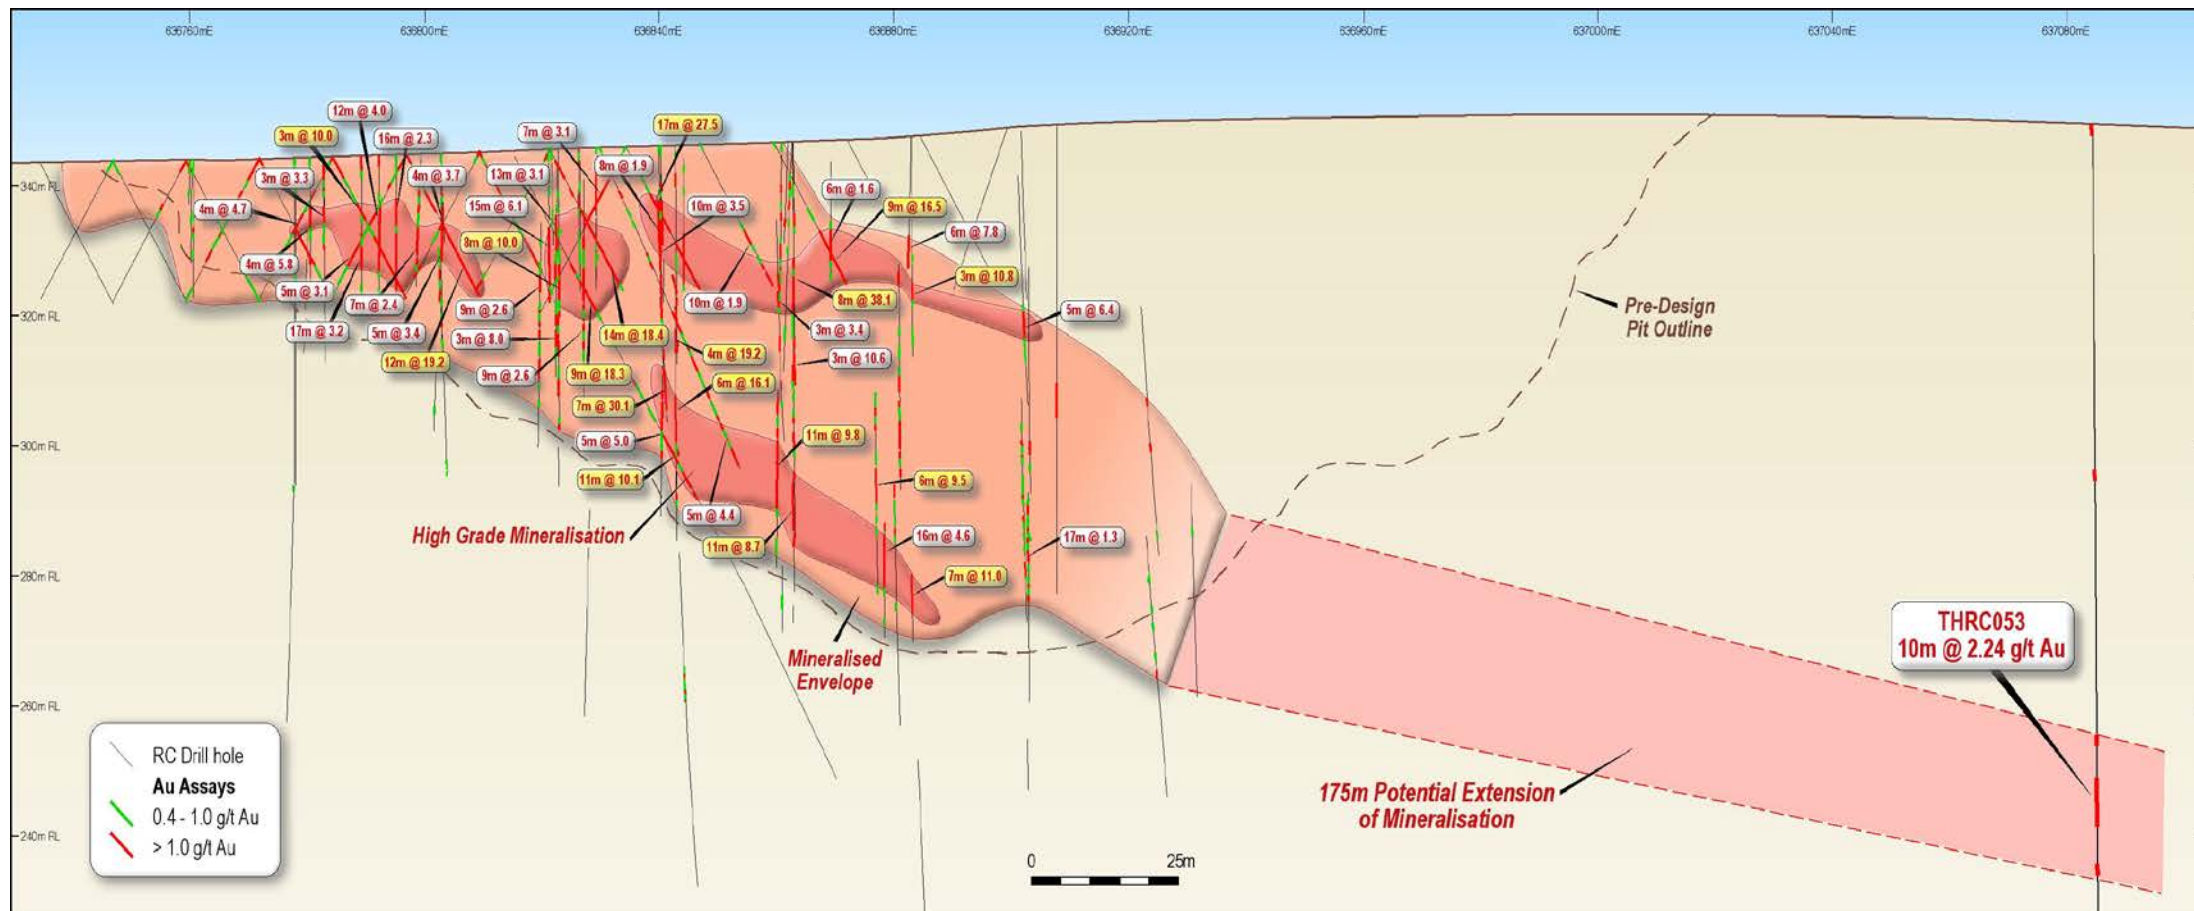 636760mE
636800mE
636840mE
636880mE
636920mE
636960mE
637000mE
637040mE
637080mE
340m RL
320m RL
300m RL
280m RL
260m RL
240m RL
12m @ 4.0
3m @ 10.0
16m @ 2.3
3m @ 3.3
4m @ 3.7
4m @ 4.7
4m @ 5.8
5m @ 3.1
7m @ 2.4
17m @ 3.2
5m @ 3.4
12m @ 19.2
7m @ 3.1
17m @ 27.5
13m @ 3.1
8m @ 1.9
15m @ 6.1
10m @ 3.5
8m @ 10.0
9m @ 2.6
10m @ 1.9
3m @ 8.0
14m @ 18.4
9m @ 2.6
9m @ 18.3
4m @ 19.2
6m @ 16.1
7m @ 30.1
5m @ 5.0
11m @ 10.1
5m @ 4.4
11m @ 8.7
6m @ 1.6
9m @ 16.5
6m @ 7.8
3m @ 10.8
8m @ 38.1
5m @ 6.4
3m @ 3.4
3m @ 10.6
11m @ 9.8
6m @ 9.5
16m @ 4.6
17m @ 1.3
7m @ 11.0
Pre-Design
Pit Outline
High Grade Mineralisation
Mineralised
Envelope
THRC053
10m @ 2.24 g/t Au
175m Potential Extension
of Mineralisation
RC Drill hole
Au Assays
0.4 - 1.0 g/t Au
> 1.0 g/t Au
0
25m